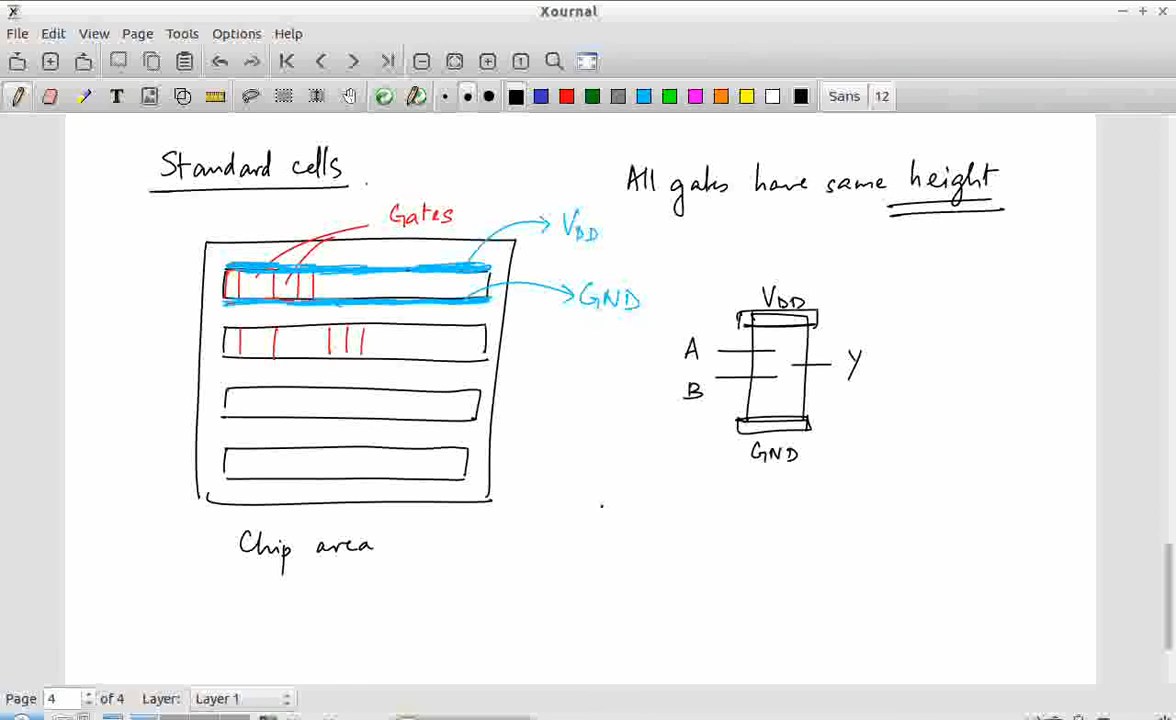 Xournal
File Edit View Page Tools Options Help
Sans 12
Standard cells
All gates have same height
Gates
VDD
GND
VDD
A
B
Y
GND
Chip area
Page 4 of 4 Layer: Layer 1